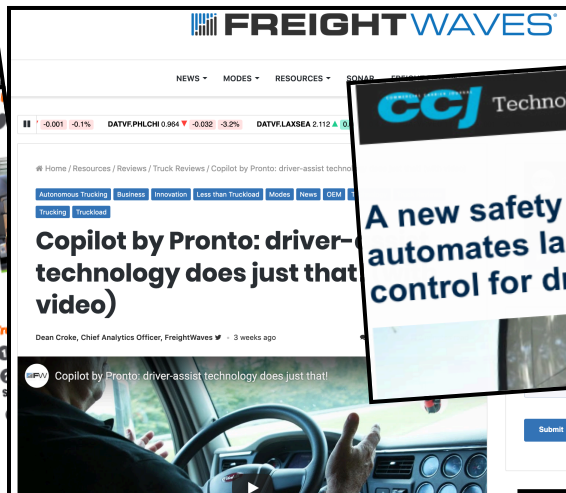 FREIGHTWAVES
NEWS MODES RESOURCES SONAR
-0.001 -0.1% DATVF.PHLCHI 0.964 -0.032 -3.2% DATVF.LAXSEA 2.112
Home / Resources / Reviews / Truck Reviews / Copilot by Pronto: driver-assist
Autonomous Trucking Business Innovation Less than Truckload Modes News OEM
Trucking Truckload
Copilot by Pronto: driver-
technology does just that
video)
Dean Croke, Chief Analytics Officer, FreightWaves - 3 weeks ago
FW Copilot by Pronto: driver-assist technology does just that!
CCJ Techno
COMMERCIAL CARRIER JOURNAL
A new safety
automates la
control for d
Submit